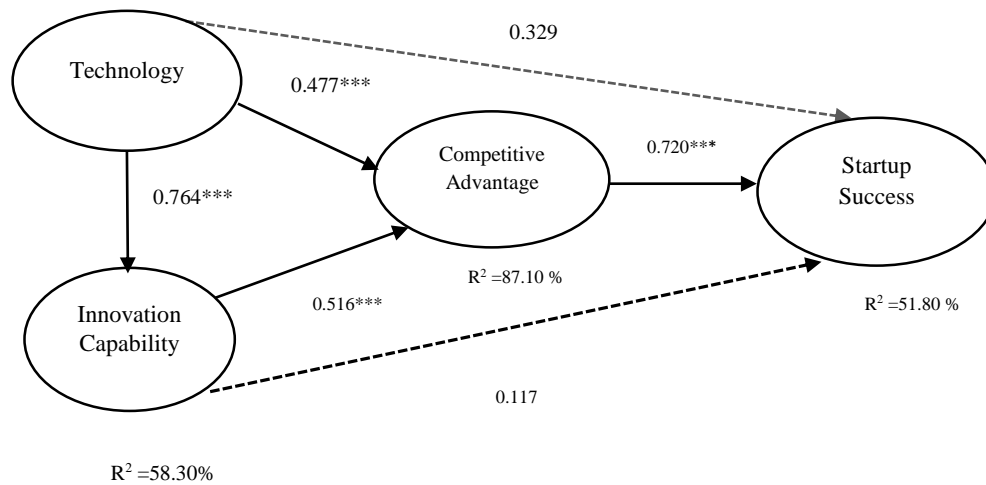 0.329
Technology
0.477***
Competitive
Advantage
0.720***
Startup
Success
0.764***
R² =87.10 %
R² =51.80 %
Innovation
Capability
0.516***
0.117
R² =58.30%